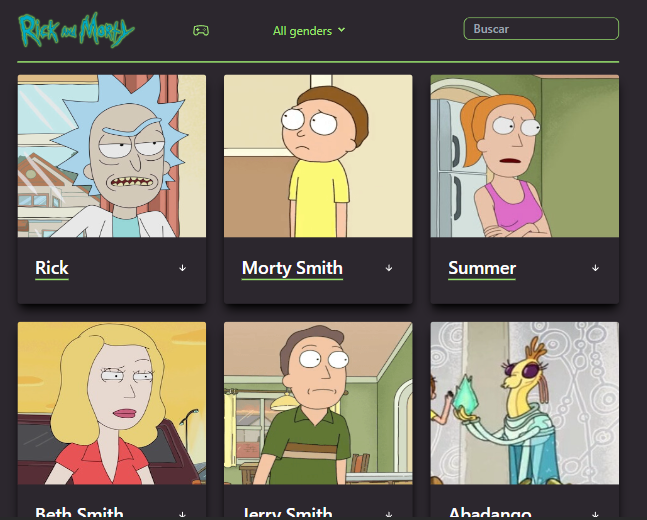 Rick and Morty
All genders
Buscar
Rick
Morty Smith
Summer
Beth Smith
Jerry Smith
Abadango